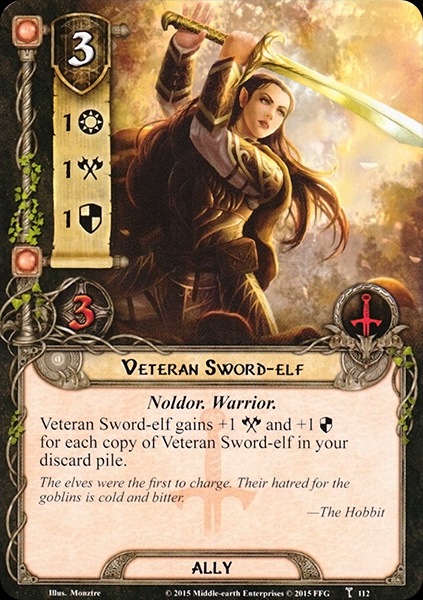 3
1
1
1
3
Veteran Sword-elf
Noldor. Warrior.
Veteran Sword-elf gains +1 and +1
for each copy of Veteran Sword-elf in your
discard pile.
The elves were the first to charge. Their hatred for the
goblins is cold and bitter.
—The Hobbit
ALLY
Illus. Monztre © 2015 Middle-earth Enterprises © 2015 FFG 112